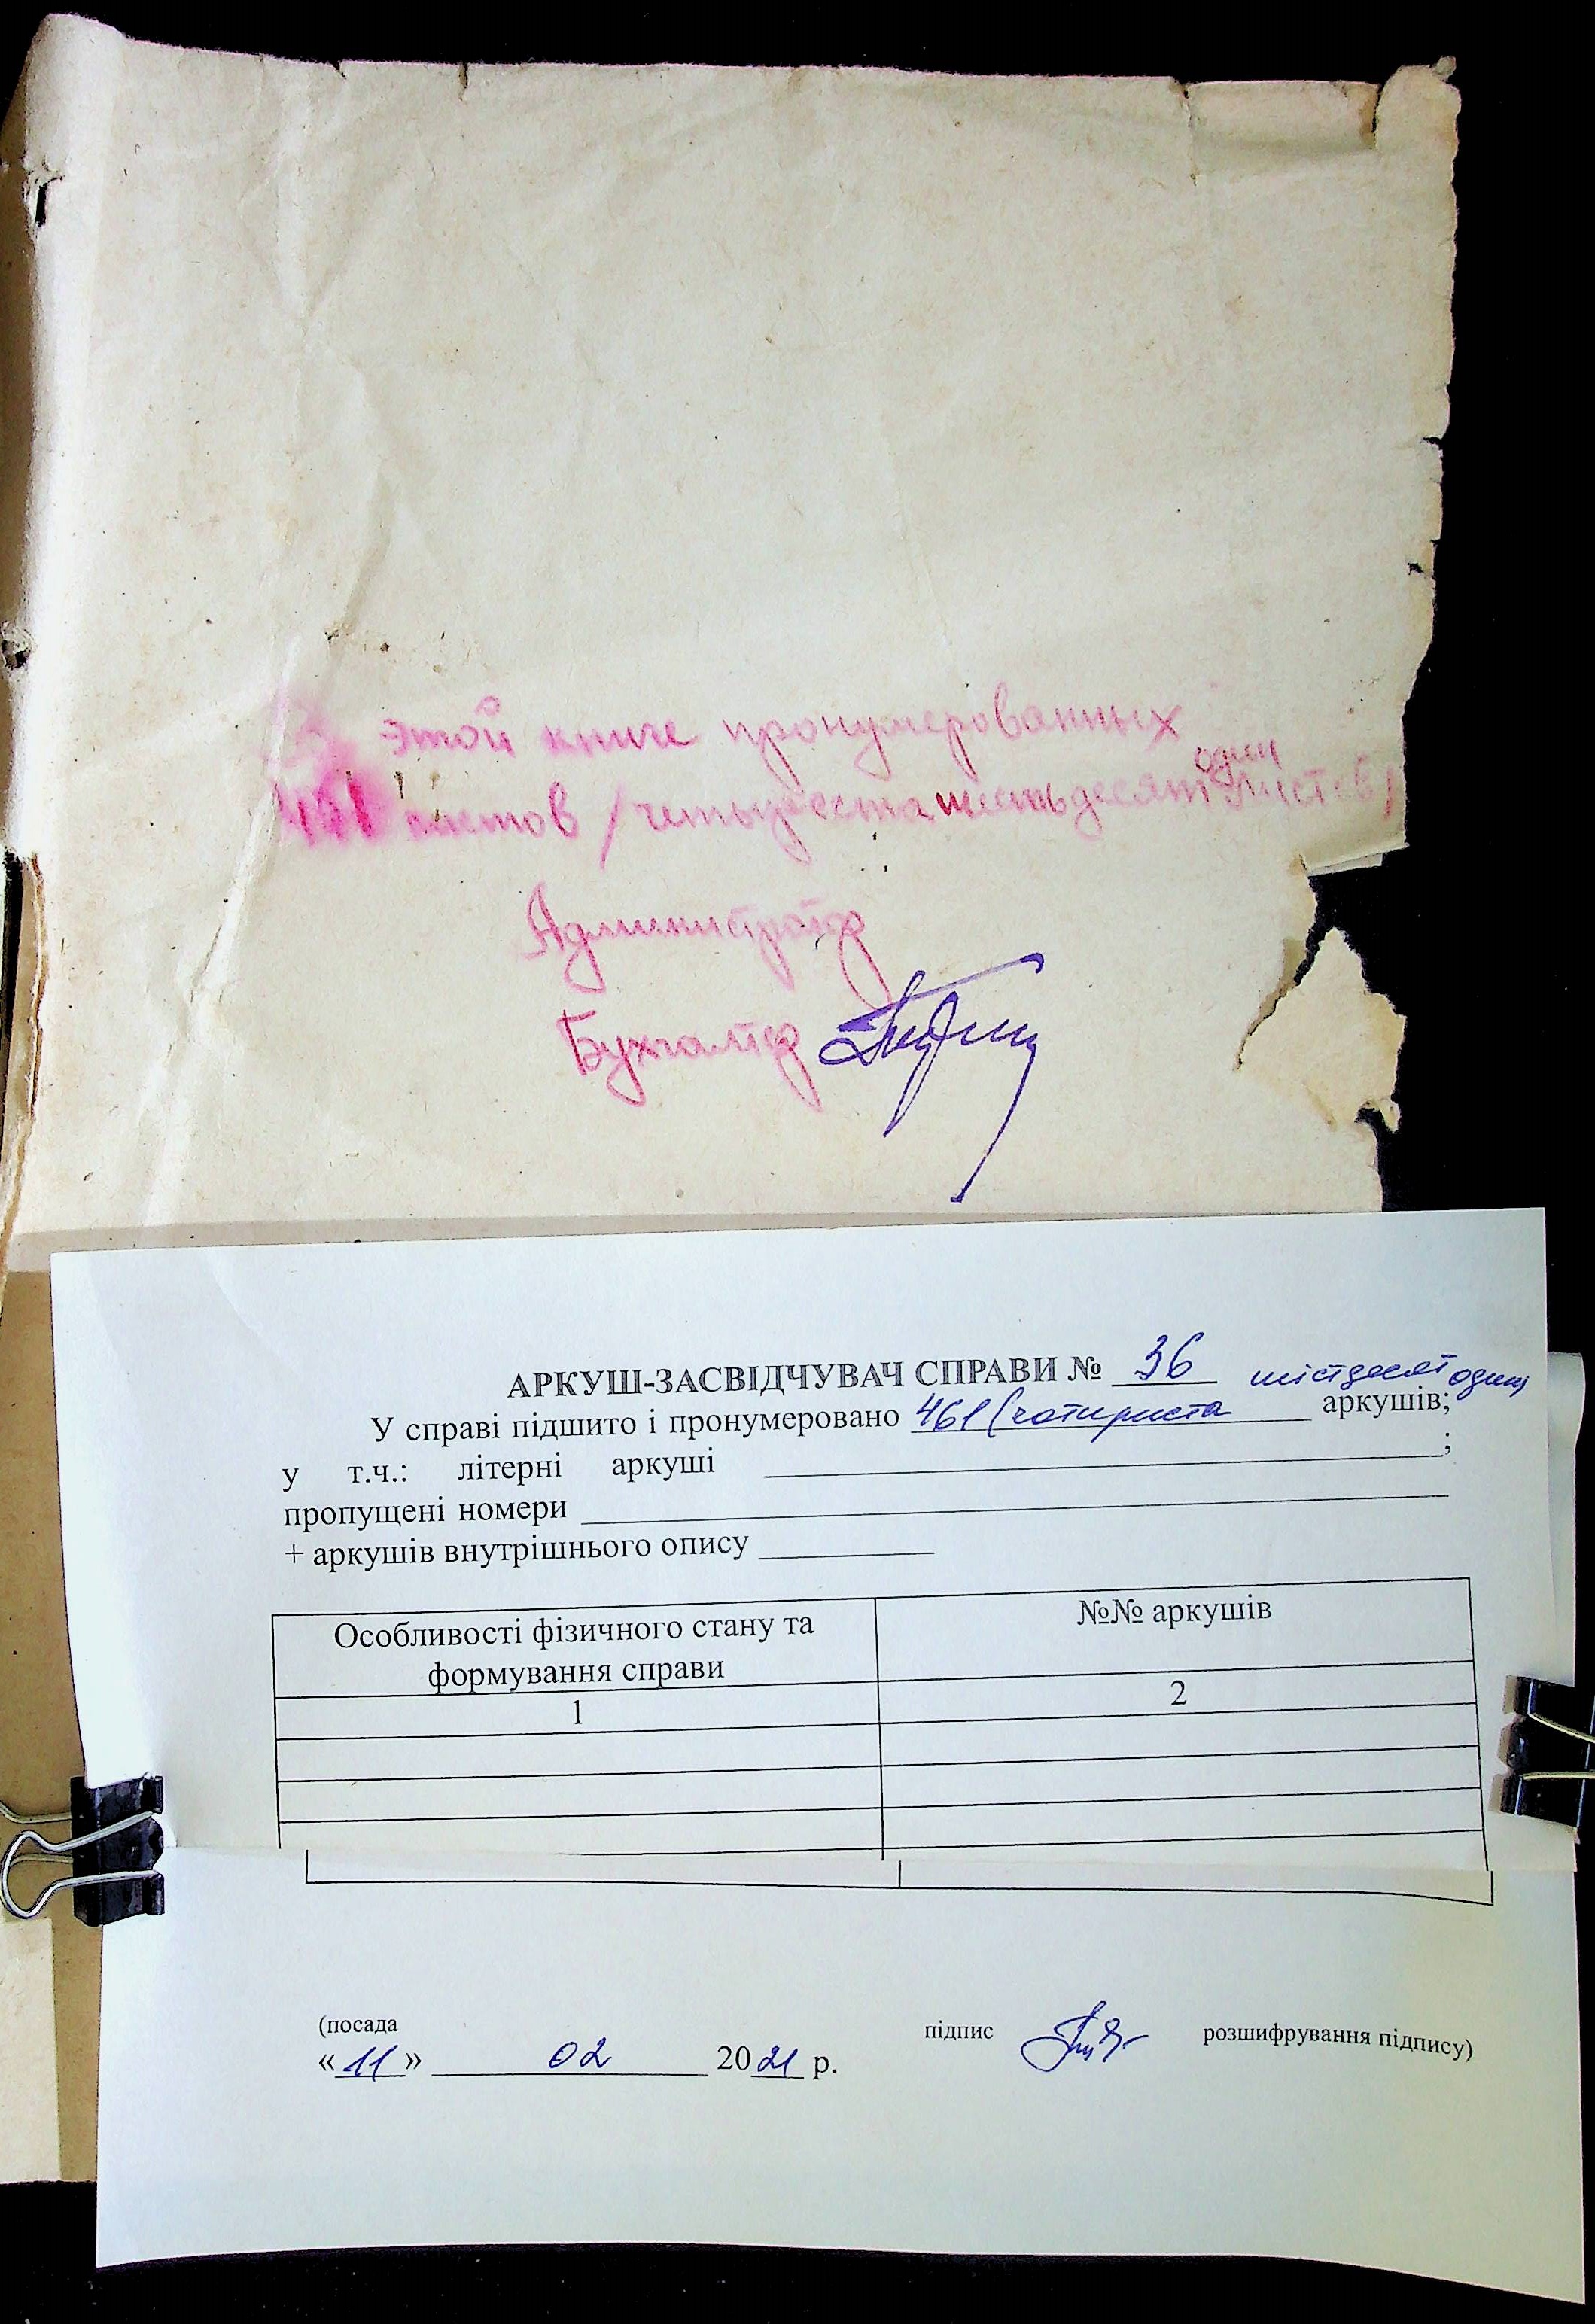 этой книге пронумерованных
один
листов / четыреста шестьдесят листов /
Администратор
Бухгалтер
АРКУШ-ЗАСВІДЧУВАЧ СПРАВИ № 36 шістдесят один
У справі підшито і пронумеровано 461 (чотириста аркушів;
у т.ч.: літерні аркуші ;
пропущені номери
+ аркушів внутрішнього опису
Особливості фізичного стану та формування справи
№№ аркушів
1
2
(посада підпис розшифрування підпису)
«11» 02 2021 р.